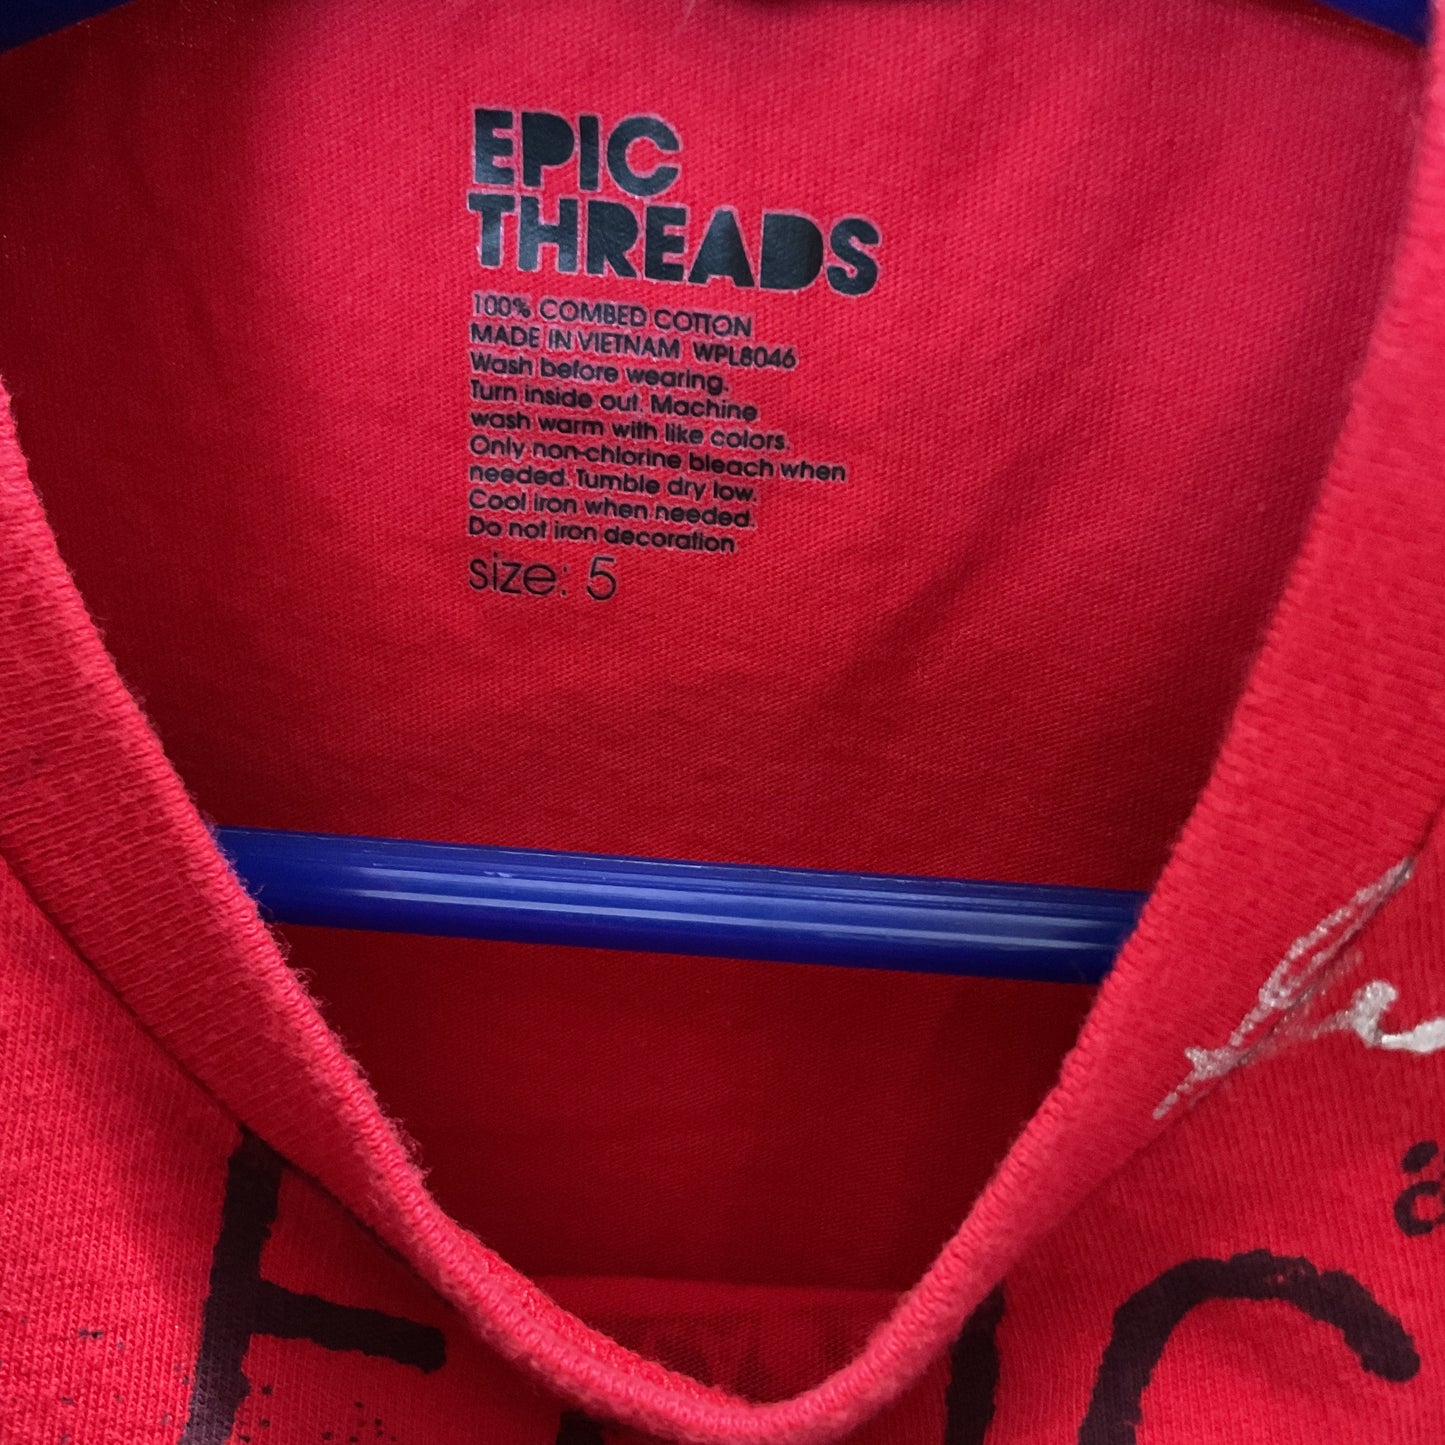 EPIC
THREADS
100% COMBED COTTON
MADE IN VIETNAM WPL8046
Wash before wearing.
Turn inside out. Machine
wash warm with like colors.
Only non-chlorine bleach when
needed. Tumble dry low.
Cool iron when needed.
Do not iron decoration
size: 5